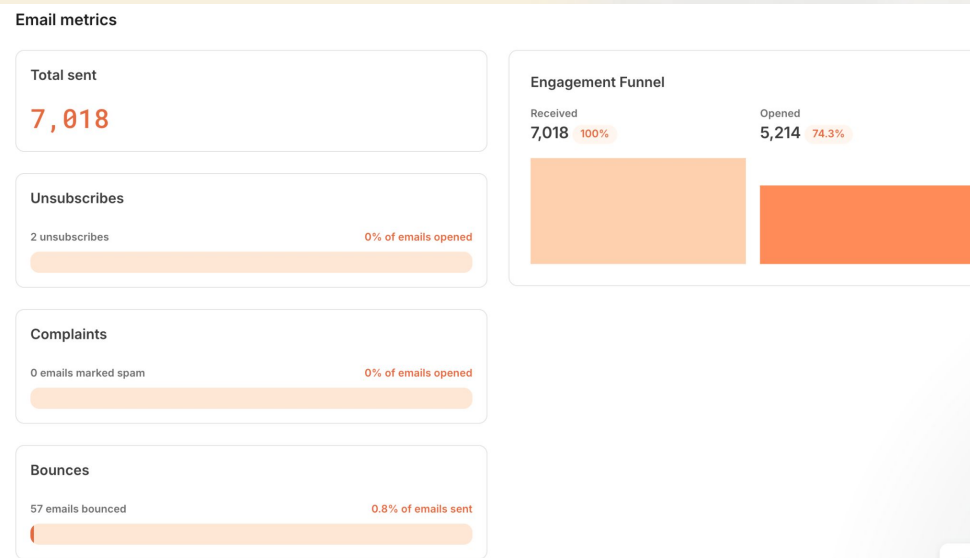 Email metrics
Total sent
7,018
Unsubscribes
2 unsubscribes
0% of emails opened
Complaints
0 emails marked spam
0% of emails opened
Bounces
57 emails bounced
0.8% of emails sent
Engagement Funnel
Received
7,018 100%
Opened
5,214 74.3%